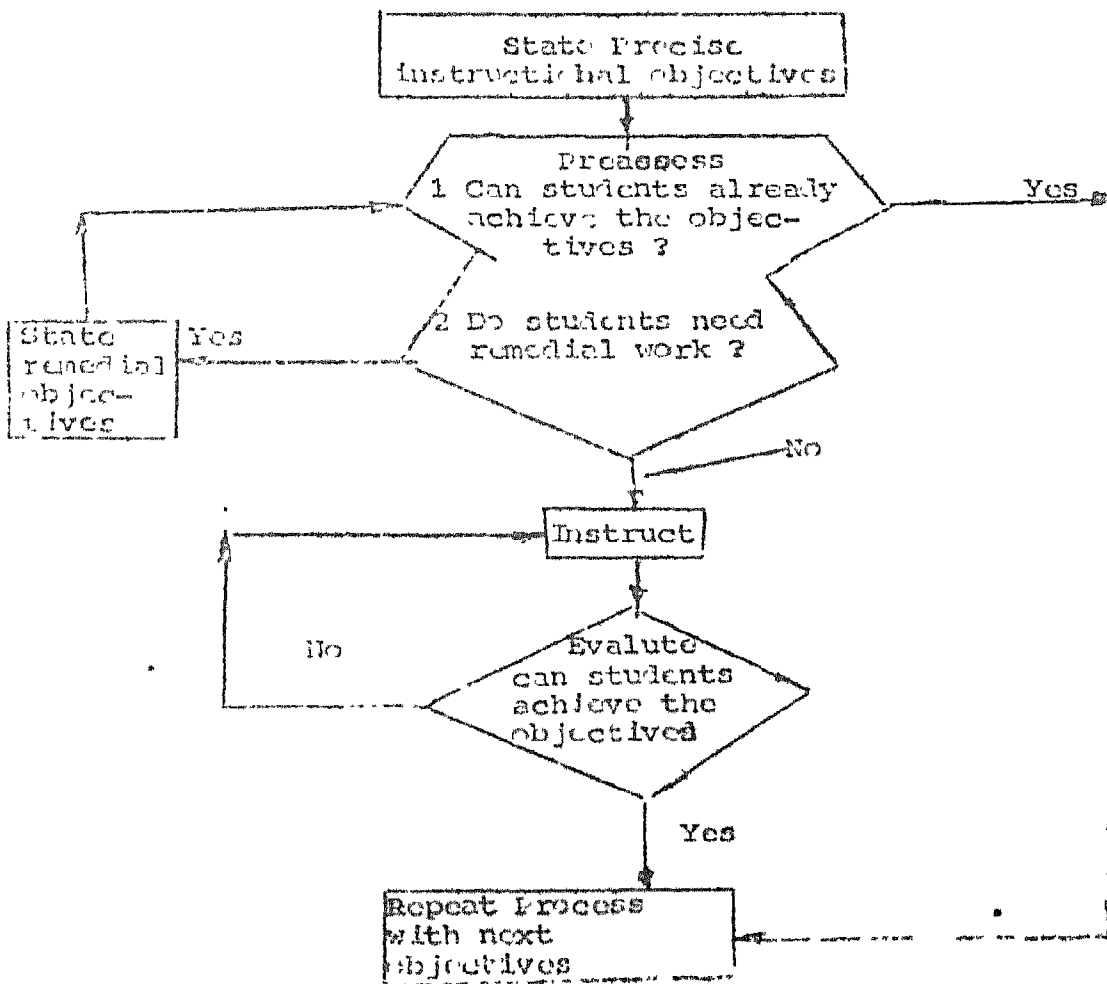 State Precise
instructional objectives
Preassess
1 Can students already
achieve the objec-
tives ?
Yes
2 Do students need
remedial work ?
Yes
State
remedial
objec-
tives
No
Instruct
No
Evalute
can students
achieve the
objectives
Yes
Repeat Process
with next
objectives